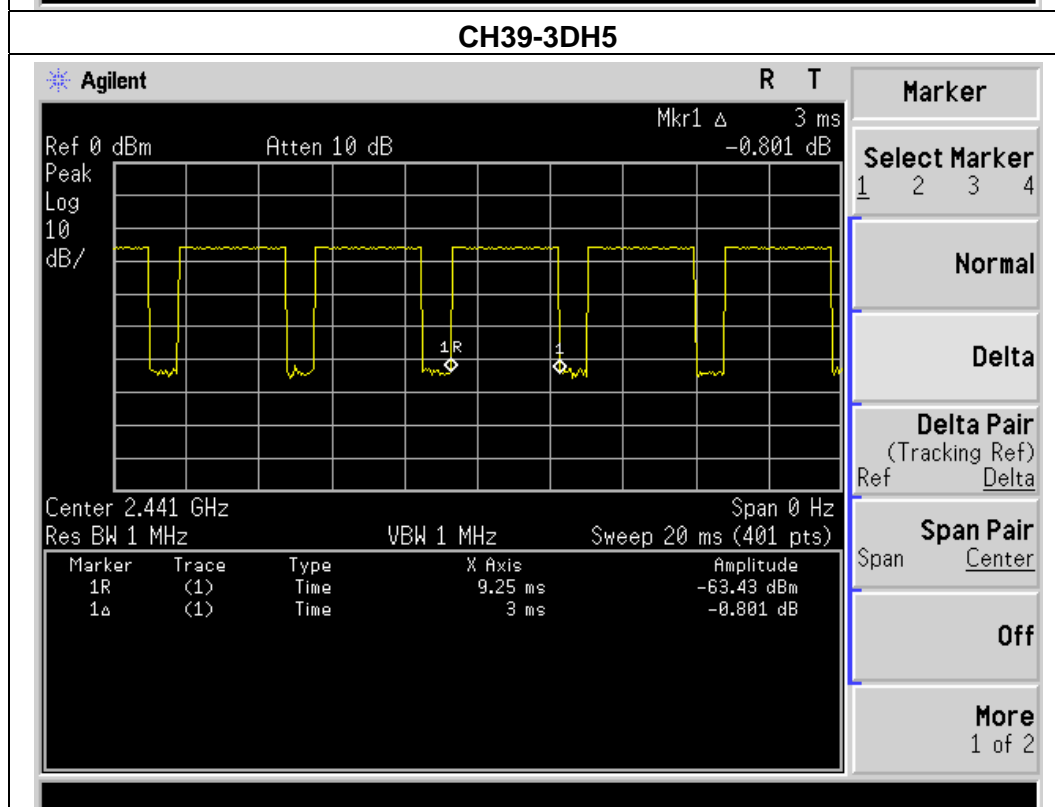 CH39-3DH5
Agilent R T
Mkr1 Δ 3 ms
Ref 0 dBm Atten 10 dB -0.801 dB
Peak
Log
10
dB/
1R 1
Center 2.441 GHz Span 0 Hz
Res BW 1 MHz VBW 1 MHz Sweep 20 ms (401 pts)
Marker Trace Type X Axis Amplitude
1R (1) Time 9.25 ms -63.43 dBm
1Δ (1) Time 3 ms -0.801 dB
Marker
Select Marker
1 2 3 4
Normal
Delta
Delta Pair
(Tracking Ref)
Ref Delta
Span Pair
Span Center
Off
More
1 of 2